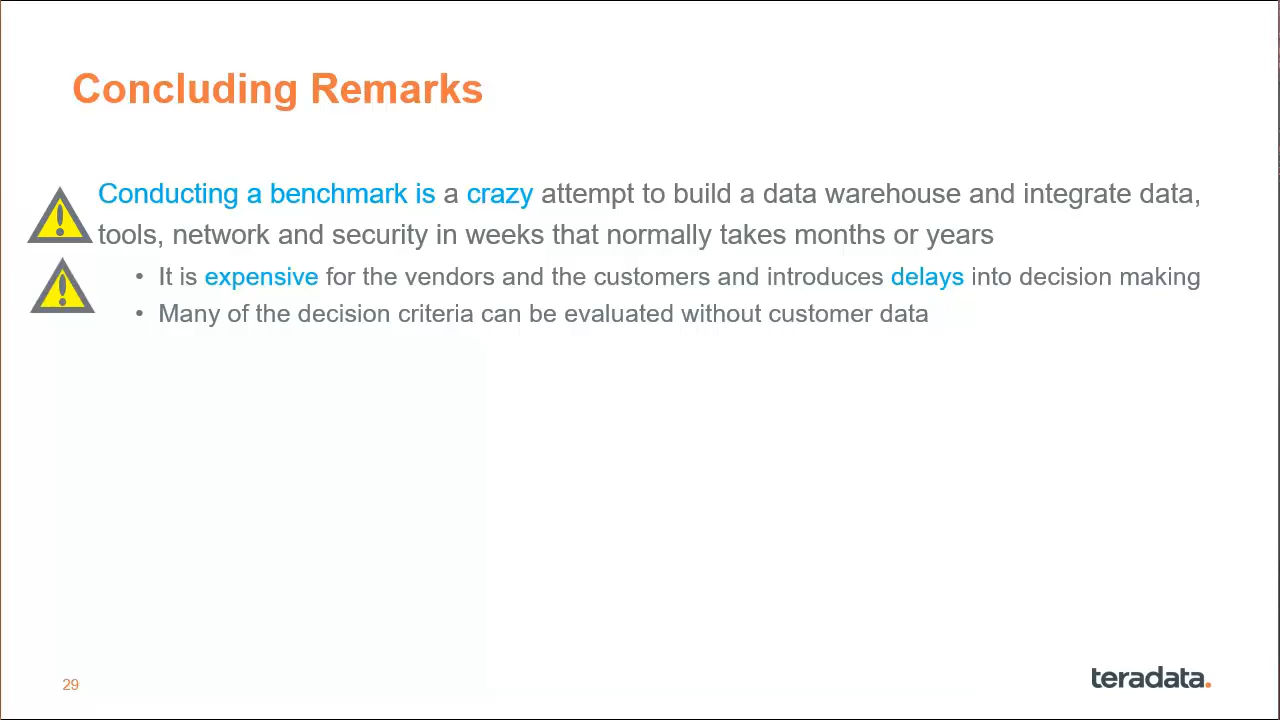 Concluding Remarks
Conducting a benchmark is a crazy attempt to build a data warehouse and integrate data,
tools, network and security in weeks that normally takes months or years
• It is expensive for the vendors and the customers and introduces delays into decision making
• Many of the decision criteria can be evaluated without customer data
29
teradata.